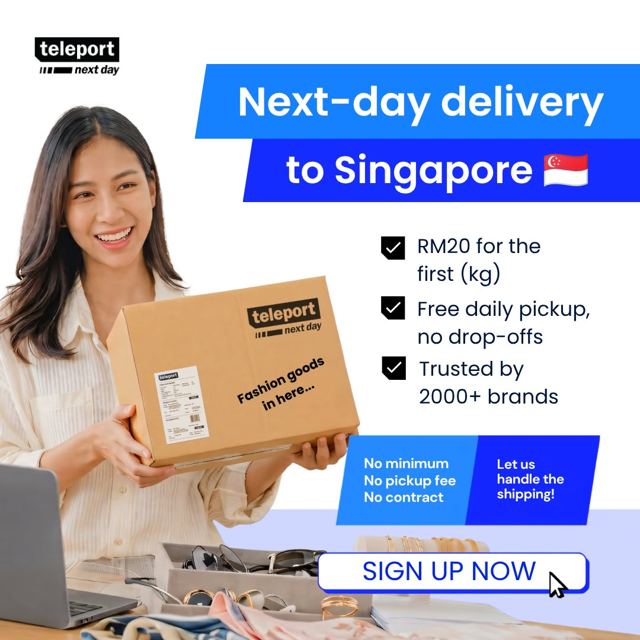 teleport
next day
Next-day delivery
to Singapore 🇸🇬
RM20 for the
first (kg)
Free daily pickup,
no drop-offs
Trusted by
2000+ brands
teleport
next day
teleport
Fashion goods
in here...
No minimum
No pickup fee
No contract
Let us
handle the
shipping!
SIGN UP NOW